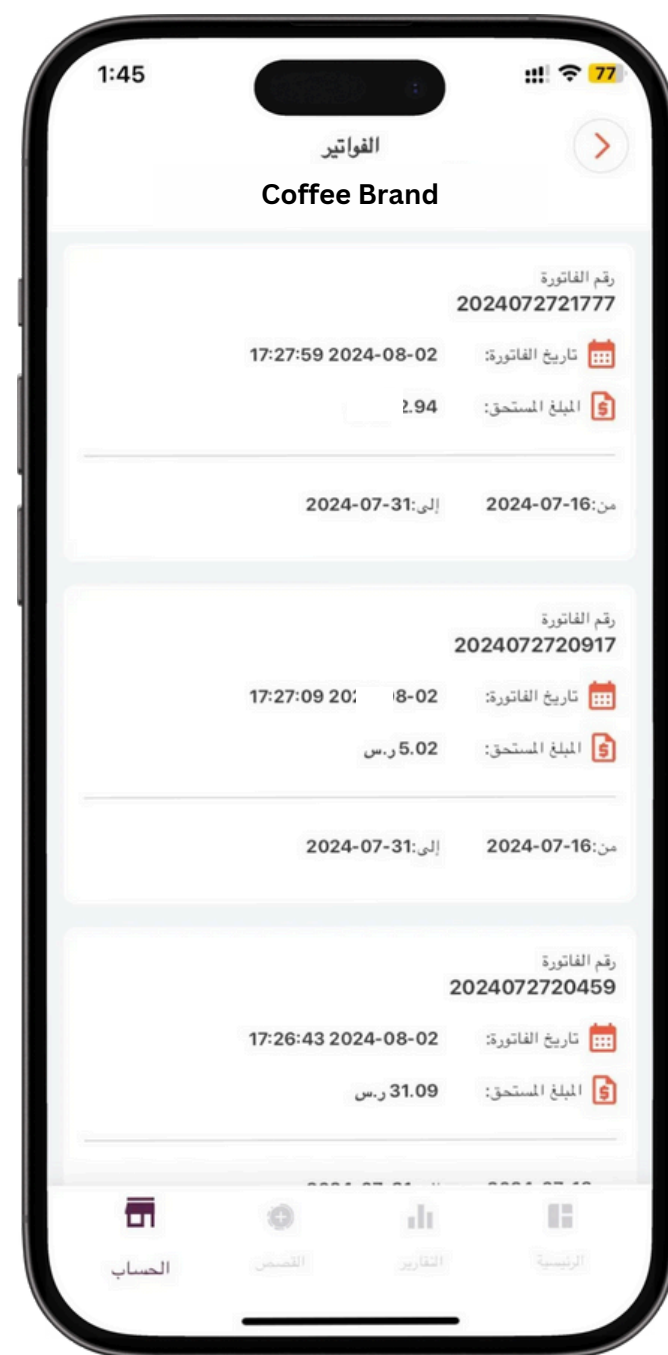 1:45
77
الفواتير
Coffee Brand
رقم الفاتورة
2024072721777
تاريخ الفاتورة: 2024-08-02 17:27:59
المبلغ المستحق: 2.94
من:2024-07-16 إلى:2024-07-31
رقم الفاتورة
2024072720917
تاريخ الفاتورة: 8-02 17:27:09
المبلغ المستحق: 5.02 ر.س
من:2024-07-16 إلى:2024-07-31
رقم الفاتورة
2024072720459
تاريخ الفاتورة: 2024-08-02 17:26:43
المبلغ المستحق: 31.09 ر.س
الرئيسية
التقارير
القصص
الحساب